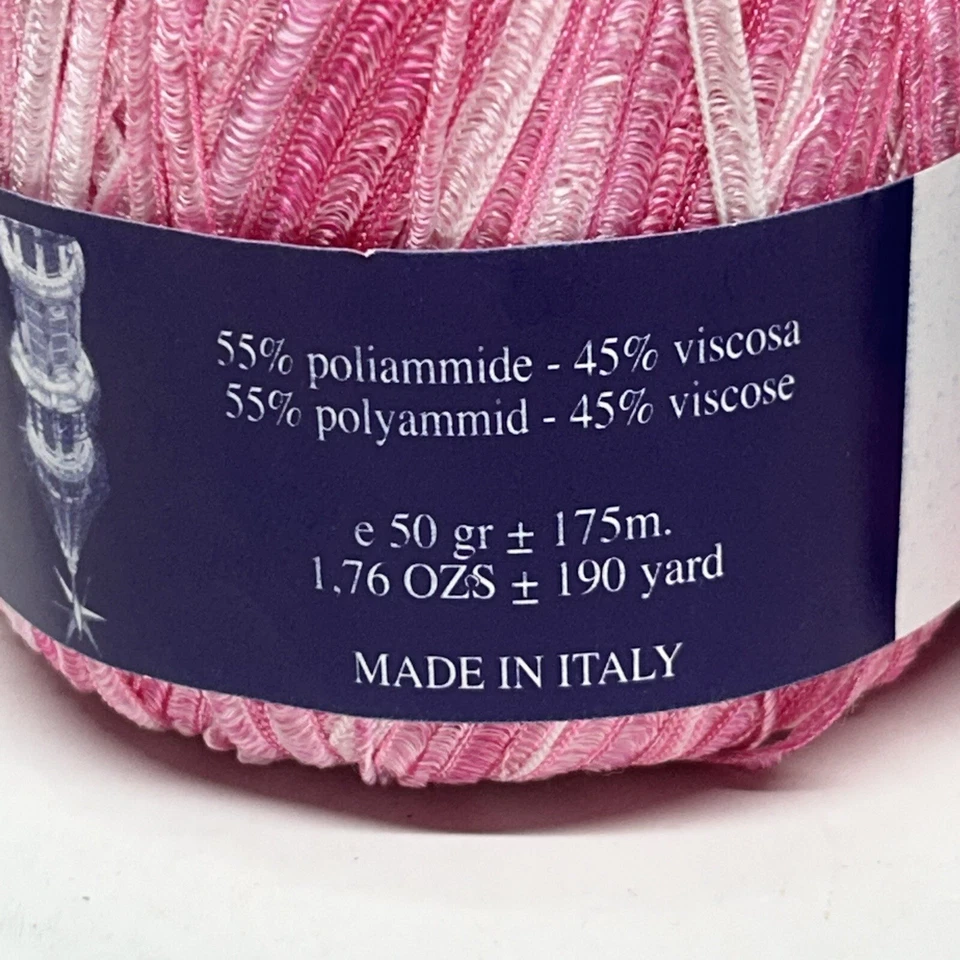 55% poliammide - 45% viscosa
55% polyammid - 45% viscose
e 50 gr ± 175m.
1,76 OZS ± 190 yard
MADE IN ITALY